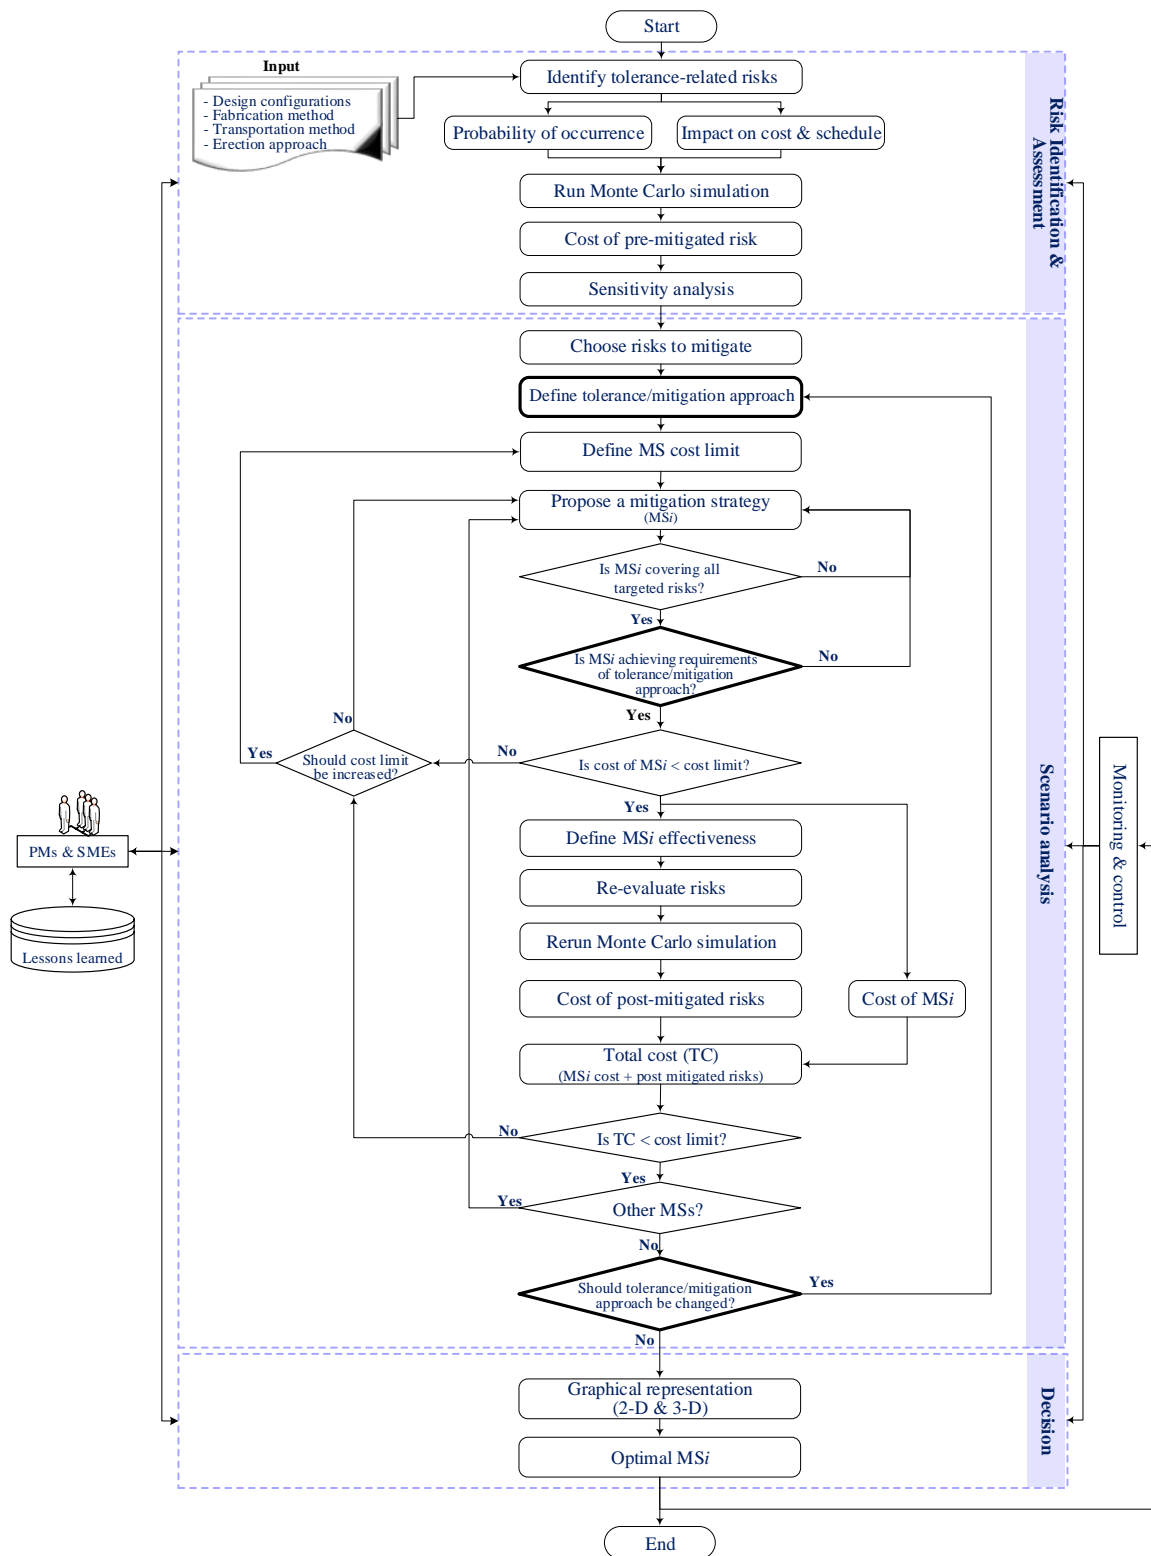 Start
Input
- Design configurations
- Fabrication method
- Transportation method
- Erection approach
Identify tolerance-related risks
Probability of occurrence
Impact on cost & schedule
Run Monte Carlo simulation
Cost of pre-mitigated risk
Sensitivity analysis
Risk Identification &
Assessment
Choose risks to mitigate
Define tolerance/mitigation approach
Define MS cost limit
Propose a mitigation strategy
(MSi)
Is MSi covering all
targeted risks?
No
Yes
Is MSi achieving requirements
of tolerance/mitigation
approach?
No
Yes
Is cost of MSi < cost limit?
No
Should cost limit
be increased?
No
Yes
Yes
Define MSi effectiveness
Re-evaluate risks
Rerun Monte Carlo simulation
Cost of post-mitigated risks
Cost of MSi
Total cost (TC)
(MSi cost + post mitigated risks)
Is TC < cost limit?
No
Yes
Other MSs?
Yes
No
Should tolerance/mitigation
approach be changed?
Yes
No
Scenario analysis
PMs & SMEs
Lessons learned
Monitoring & control
Graphical representation
(2-D & 3-D)
Optimal MSi
Decision
End